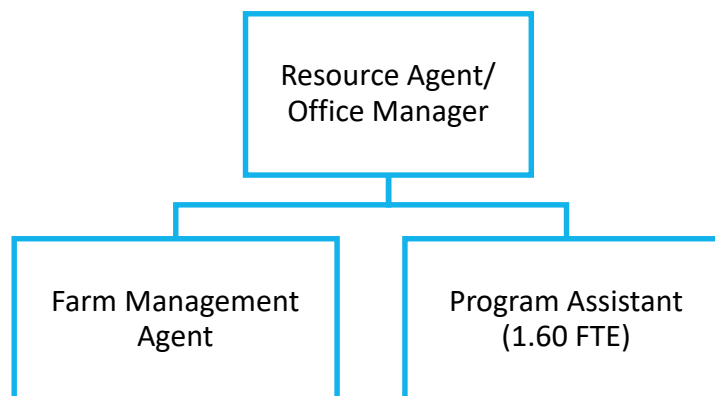 Resource Agent/
Office Manager
Farm Management
Agent
Program Assistant
(1.60 FTE)